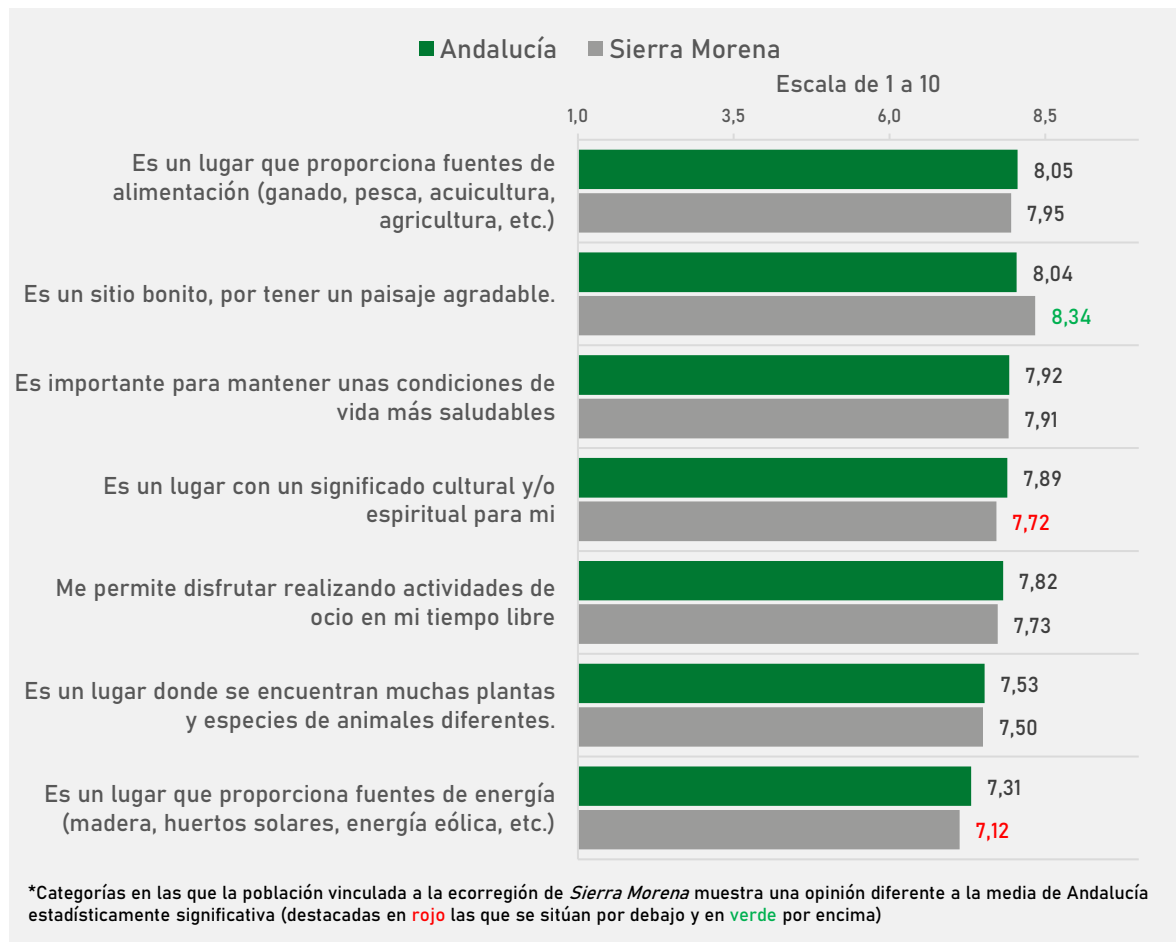 Andalucía Sierra Morena
Escala de 1 a 10
1,0 3,5 6,0 8,5
Es un lugar que proporciona fuentes de
alimentación (ganado, pesca, acuicultura,
agricultura, etc.)
8,05
7,95
Es un sitio bonito, por tener un paisaje agradable.
8,04
8,34
Es importante para mantener unas condiciones de
vida más saludables
7,92
7,91
Es un lugar con un significado cultural y/o
espiritual para mi
7,89
7,72
Me permite disfrutar realizando actividades de
ocio en mi tiempo libre
7,82
7,73
Es un lugar donde se encuentran muchas plantas
y especies de animales diferentes.
7,53
7,50
Es un lugar que proporciona fuentes de energía
(madera, huertos solares, energía eólica, etc.)
7,31
7,12
*Categorías en las que la población vinculada a la ecorregión de Sierra Morena muestra una opinión diferente a la media de Andalucía
estadísticamente significativa (destacadas en rojo las que se sitúan por debajo y en verde por encima)